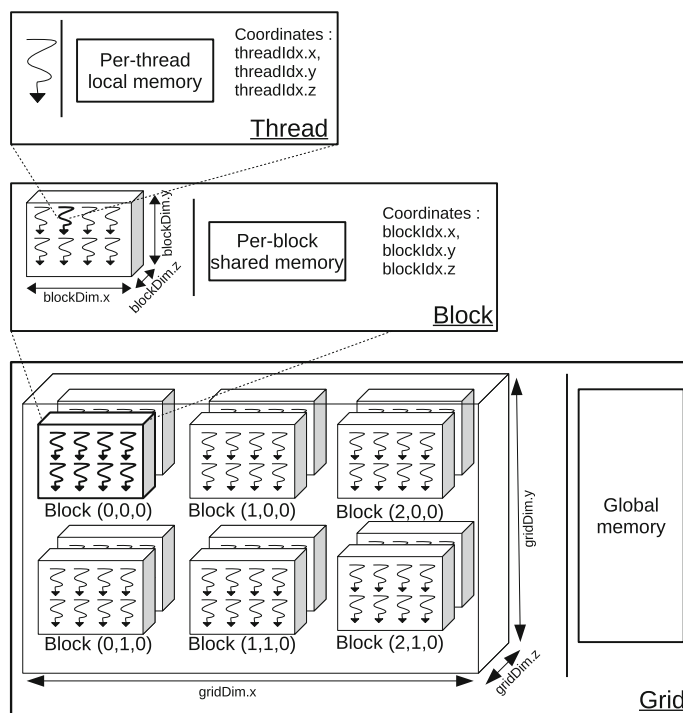 Per-thread
local memory
Coordinates :
threadIdx.x,
threadIdx.y
threadIdx.z
Thread
blockDim.y
blockDim.z
blockDim.x
Per-block
shared memory
Coordinates :
blockIdx.x,
blockIdx.y
blockIdx.z
Block
Block (0,0,0)
Block (1,0,0)
Block (2,0,0)
Block (0,1,0)
Block (1,1,0)
Block (2,1,0)
gridDim.x
gridDim.y
gridDim.z
Global
memory
Grid